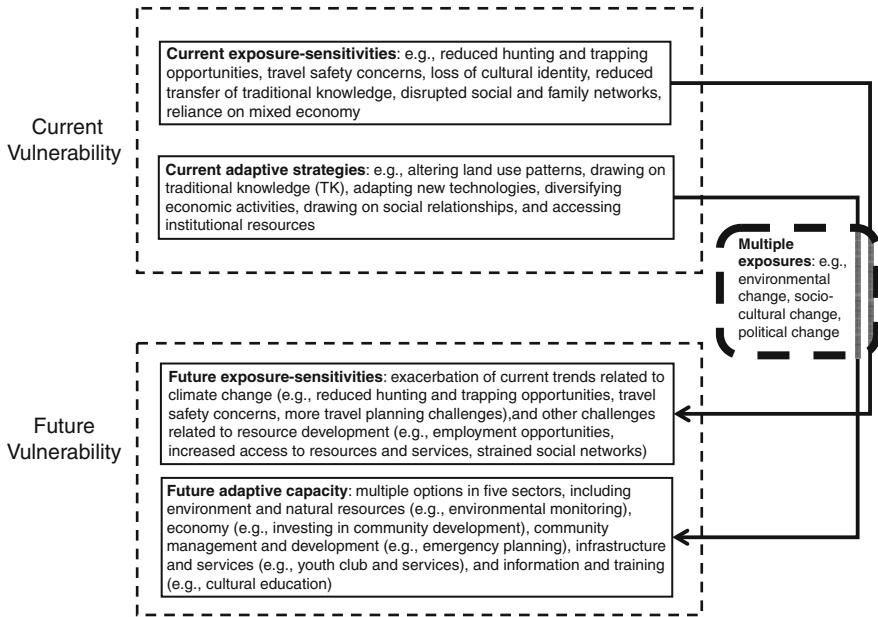 Current exposure-sensitivities: e.g., reduced hunting and trapping
opportunities, travel safety concerns, loss of cultural identity, reduced
transfer of traditional knowledge, disrupted social and family networks,
reliance on mixed economy
Current
Vulnerability
Current adaptive strategies: e.g., altering land use patterns, drawing on
traditional knowledge (TK), adapting new technologies, diversifying
economic activities, drawing on social relationships, and accessing
institutional resources
Multiple
exposures: e.g.,
environmental
change, socio-
cultural change,
political change
Future exposure-sensitivities: exacerbation of current trends related to
climate change (e.g., reduced hunting and trapping opportunities, travel
safety concerns, more travel planning challenges),and other challenges
related to resource development (e.g., employment opportunities,
increased access to resources and services, strained social networks)
Future
Vulnerability
Future adaptive capacity: multiple options in five sectors, including
environment and natural resources (e.g., environmental monitoring),
economy (e.g., investing in community development), community
management and development (e.g., emergency planning), infrastructure
and services (e.g., youth club and services), and information and training
(e.g., cultural education)